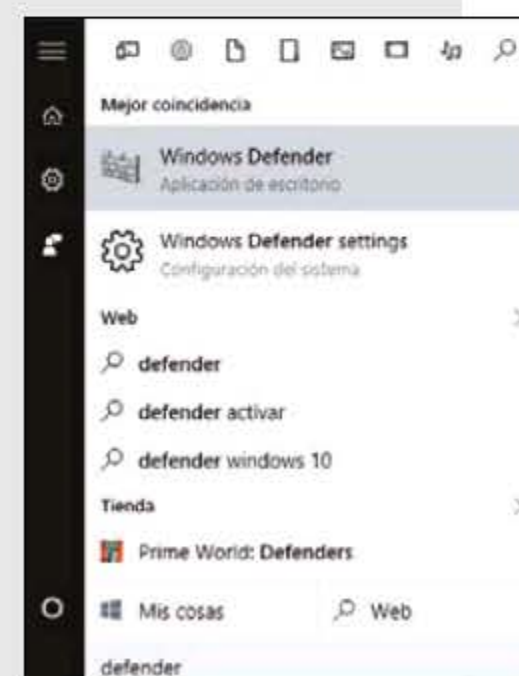 Mejor coincidencia
Windows Defender
Aplicación de escritorio
Windows Defender settings
Configuración del sistema
Web
defender
defender activar
defender windows 10
Tienda
Prime World: Defenders
Mis cosas
Web
defender